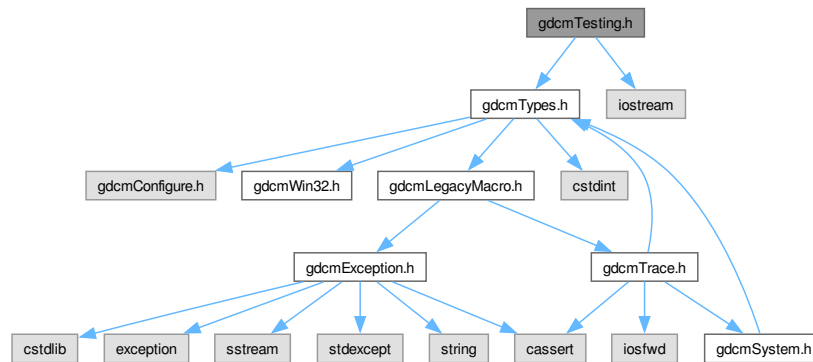 gdcmTesting.h
gdcmTypes.h
iostream
gdcmConfigure.h
gdcmWin32.h
gdcmLegacyMacro.h
cstdint
gdcmException.h
gdcmTrace.h
cstdlib
exception
sstream
stdexcept
string
cassert
iosfwd
gdcmSystem.h